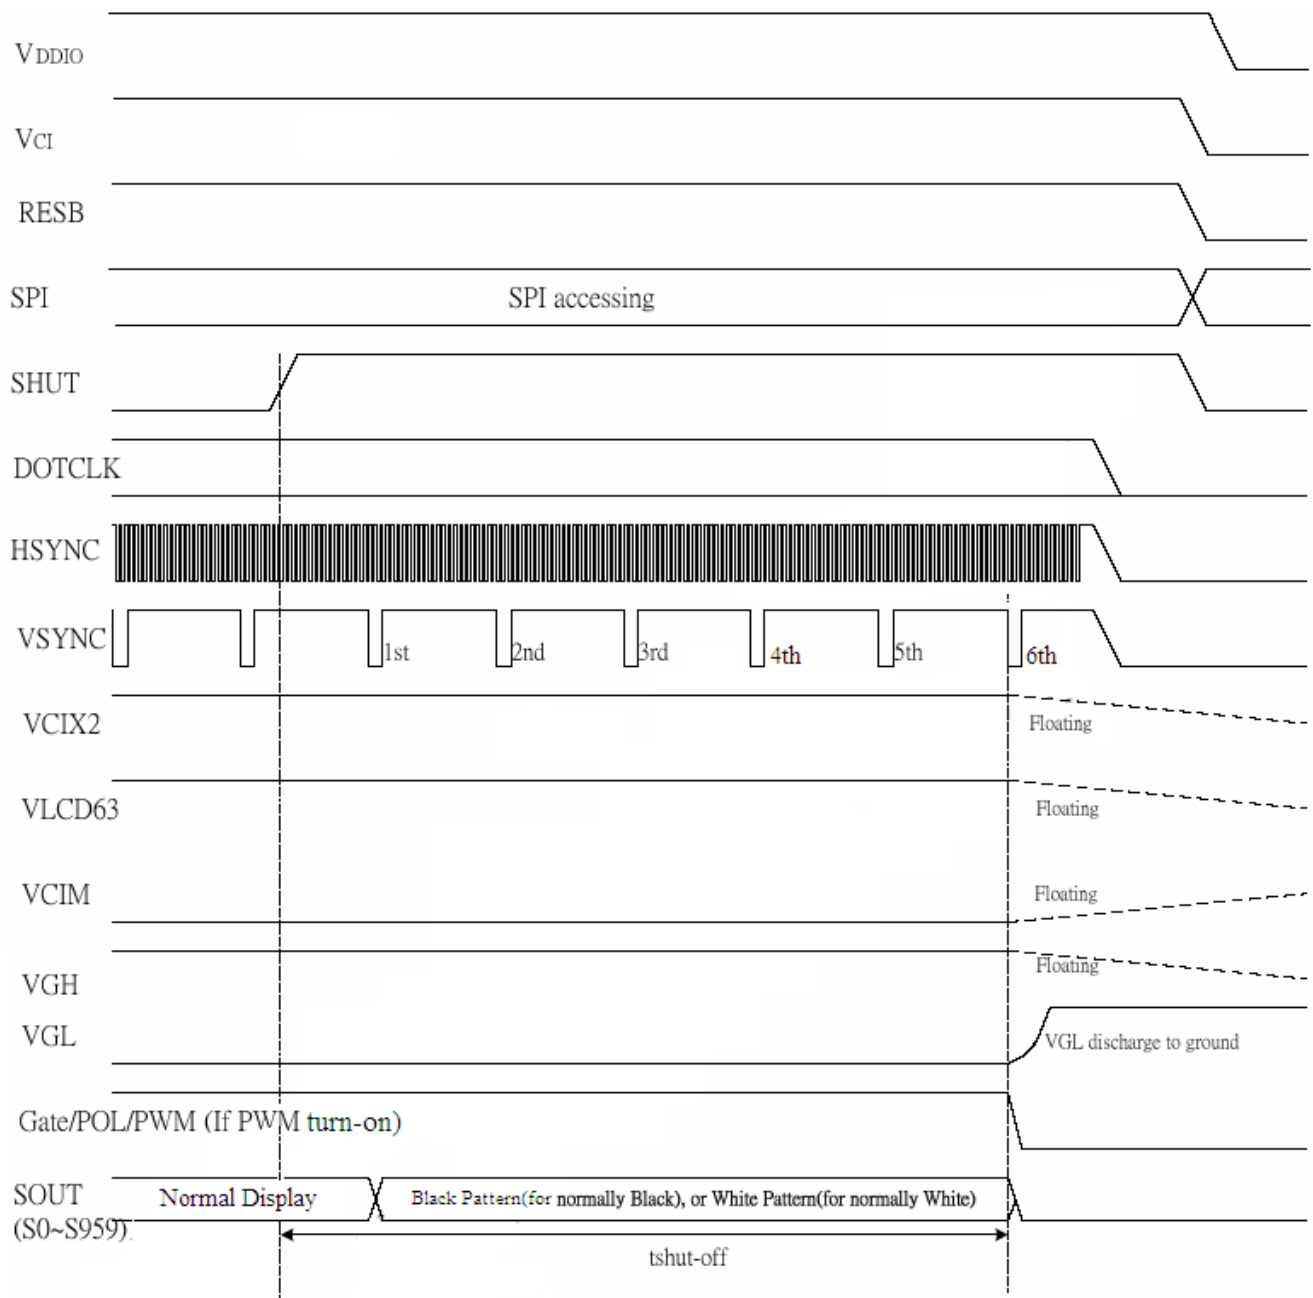 VDDIO
VCI
RESB
SPI
SPI accessing
SHUT
DOTCLK
HSYNC
VSYNC
1st
2nd
3rd
4th
5th
6th
VCIX2
Floating
VLCD63
Floating
VCIM
Floating
VGH
Floating
VGL
VGL discharge to ground
Gate/POL/PWM (If PWM turn-on)
SOUT
(S0~S959)
Normal Display
Black Pattern(for normally Black), or White Pattern(for normally White)
tshut-off